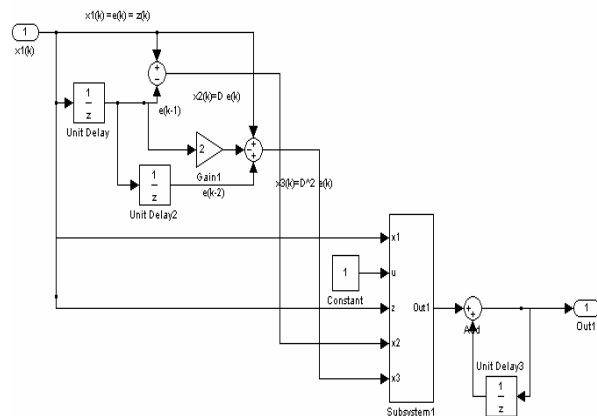 x1(k) = e(k) = z(k)
1
x1(k)
+
−
x2(k)=D e(k)
e(k-1)
1
z
Unit Delay
2
Gain1
+
−
+
x3(k)=D^2 e(k)
1
z
e(k-2)
Unit Delay2
x1
1
Constant
u
z
Out1
x2
x3
Subsystem1
+
+
Add
1
Out1
Unit Delay3
1
z